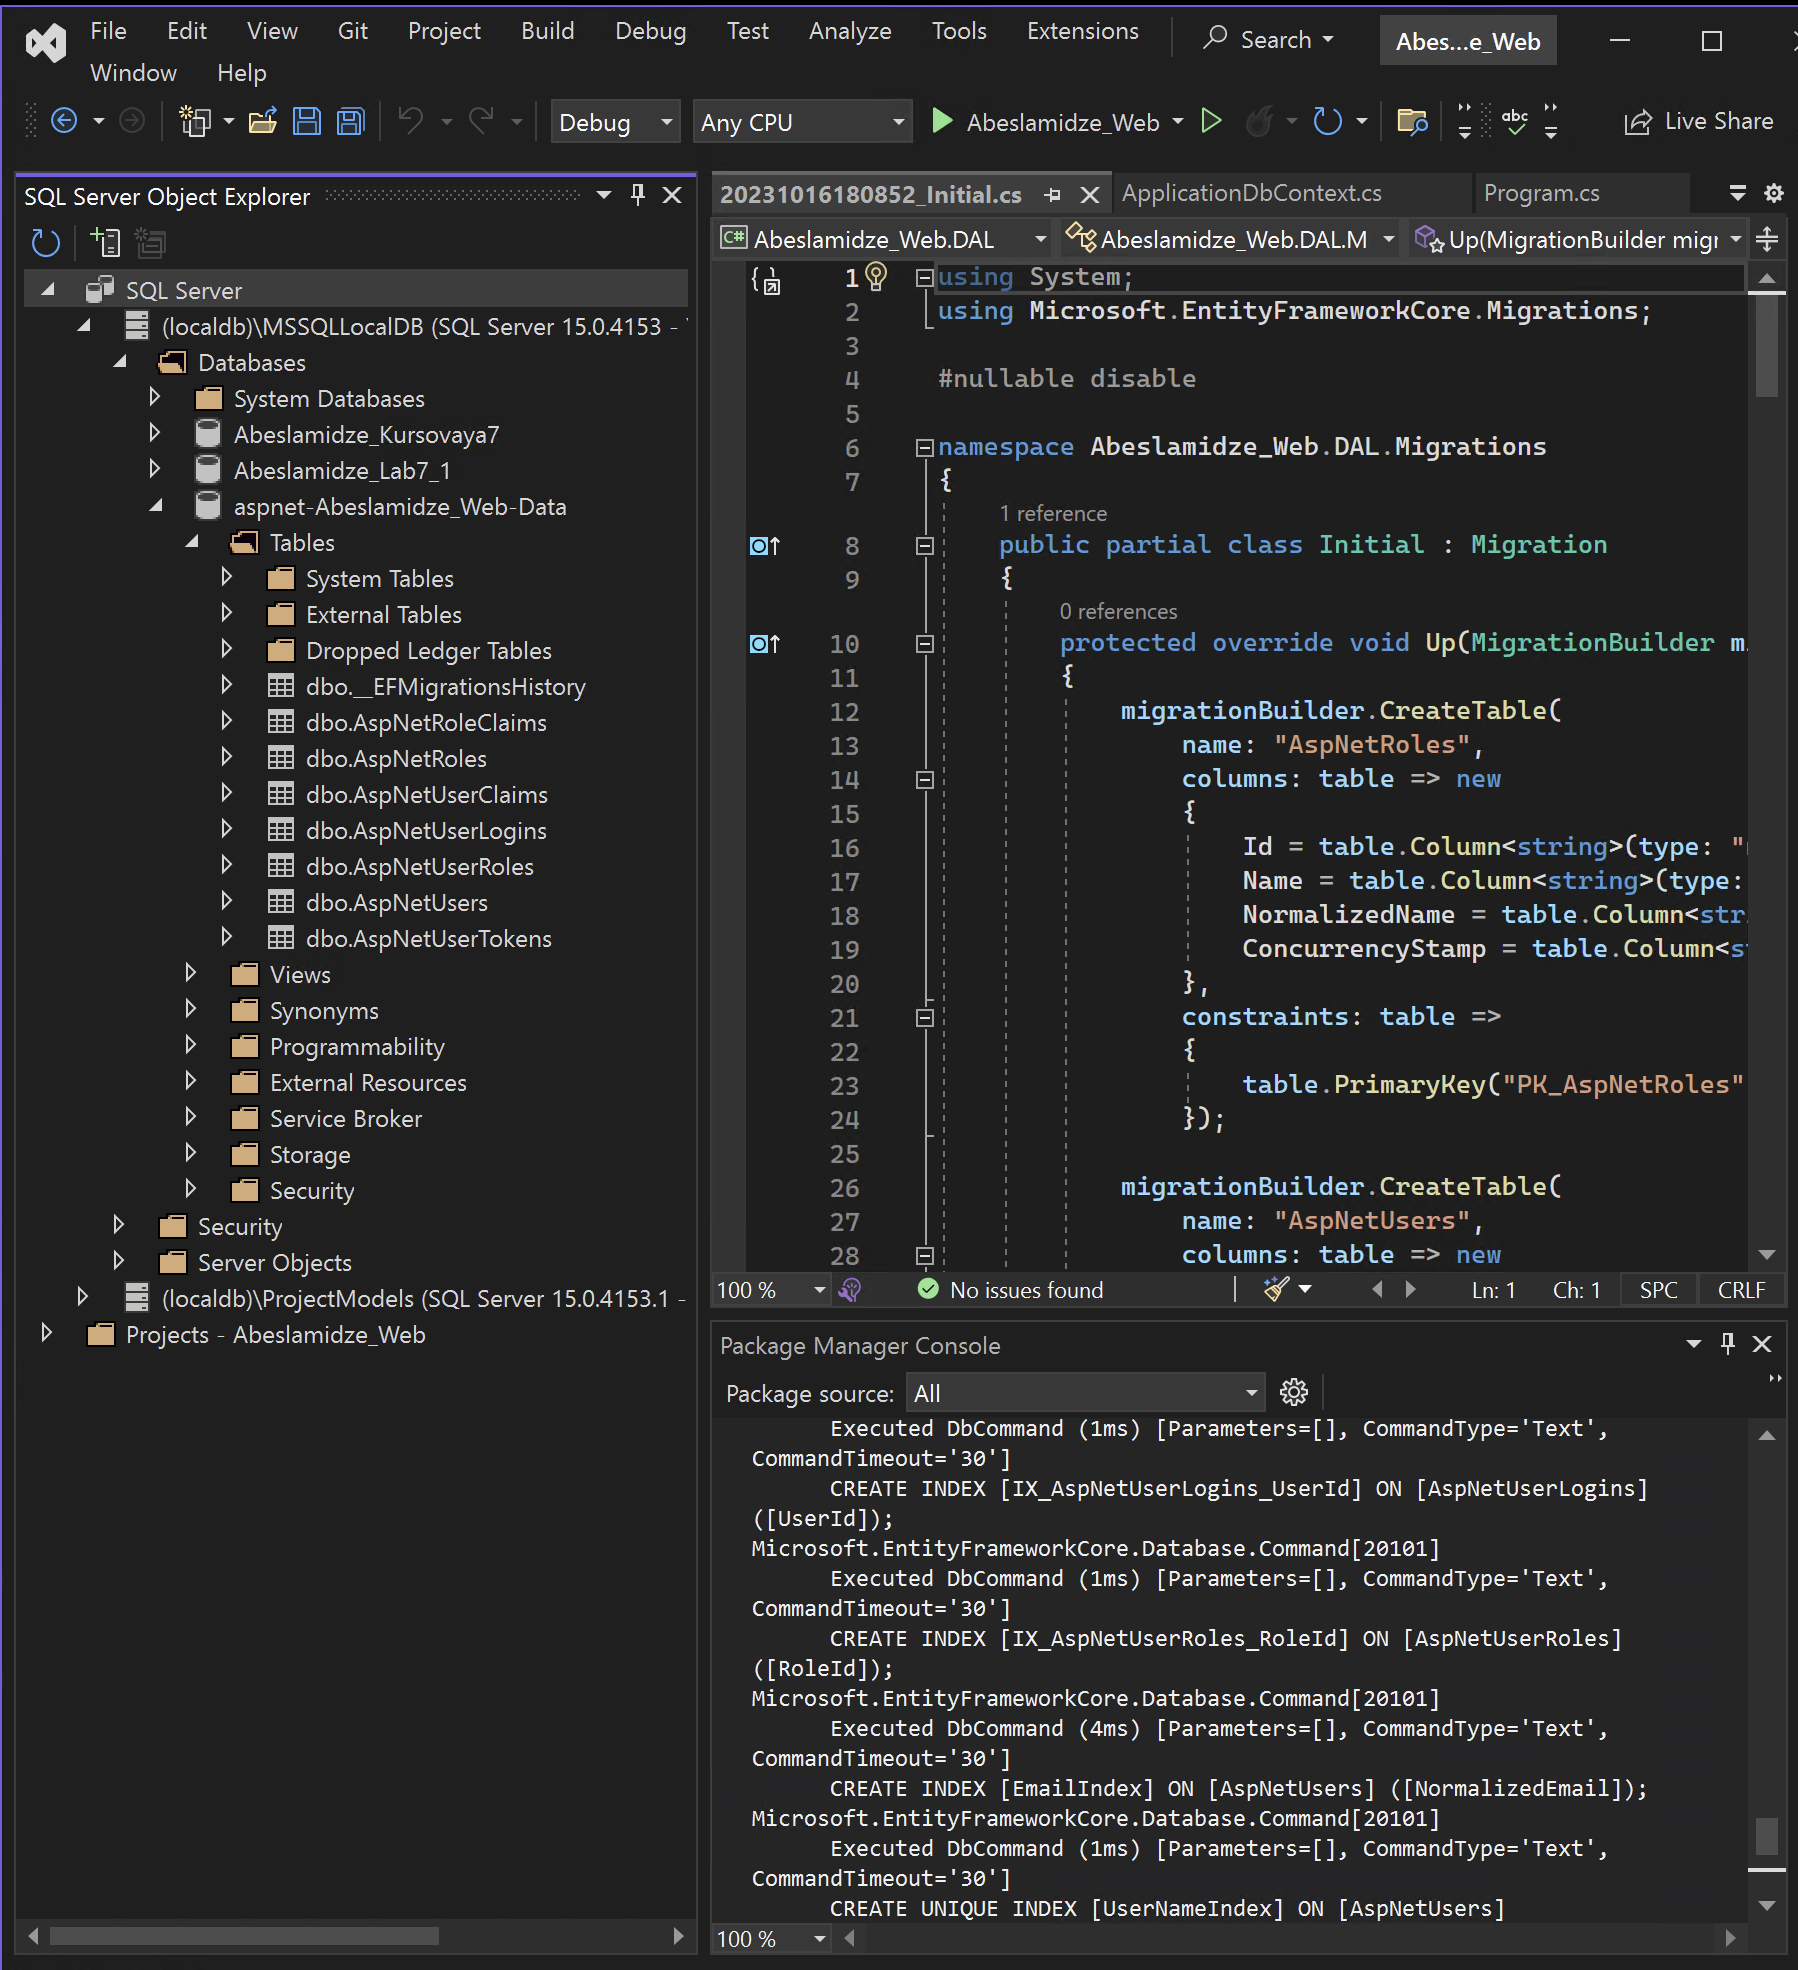 File Edit View Git Project Build Debug Test Analyze Tools Extensions Search Abes...e_Web
Window Help
Debug Any CPU Abeslamidze_Web abc Live Share
SQL Server Object Explorer
SQL Server
(localdb)\MSSQLLocalDB (SQL Server 15.0.4153 -
Databases
System Databases
Abeslamidze_Kursovaya7
Abeslamidze_Lab7_1
aspnet-Abeslamidze_Web-Data
Tables
System Tables
External Tables
Dropped Ledger Tables
dbo.__EFMigrationsHistory
dbo.AspNetRoleClaims
dbo.AspNetRoles
dbo.AspNetUserClaims
dbo.AspNetUserLogins
dbo.AspNetUserRoles
dbo.AspNetUsers
dbo.AspNetUserTokens
Views
Synonyms
Programmability
External Resources
Service Broker
Storage
Security
Security
Server Objects
(localdb)\ProjectModels (SQL Server 15.0.4153.1 -
Projects - Abeslamidze_Web
20231016180852_Initial.cs ApplicationDbContext.cs Program.cs
C# Abeslamidze_Web.DAL Abeslamidze_Web.DAL.M Up(MigrationBuilder migr
1 using System;
2 using Microsoft.EntityFrameworkCore.Migrations;
3
4 #nullable disable
5
6 namespace Abeslamidze_Web.DAL.Migrations
7 {
1 reference
8 public partial class Initial : Migration
9 {
0 references
10 protected override void Up(MigrationBuilder m
11 {
12 migrationBuilder.CreateTable(
13 name: "AspNetRoles",
14 columns: table => new
15 {
16 Id = table.Column<string>(type: "
17 Name = table.Column<string>(type:
18 NormalizedName = table.Column<str
19 ConcurrencyStamp = table.Column<s
20 },
21 constraints: table =>
22 {
23 table.PrimaryKey("PK_AspNetRoles"
24 });
25
26 migrationBuilder.CreateTable(
27 name: "AspNetUsers",
28 columns: table => new
100 % No issues found Ln: 1 Ch: 1 SPC CRLF
Package Manager Console
Package source: All
Executed DbCommand (1ms) [Parameters=[], CommandType='Text',
CommandTimeout='30']
CREATE INDEX [IX_AspNetUserLogins_UserId] ON [AspNetUserLogins]
([UserId]);
Microsoft.EntityFrameworkCore.Database.Command[20101]
Executed DbCommand (1ms) [Parameters=[], CommandType='Text',
CommandTimeout='30']
CREATE INDEX [IX_AspNetUserRoles_RoleId] ON [AspNetUserRoles]
([RoleId]);
Microsoft.EntityFrameworkCore.Database.Command[20101]
Executed DbCommand (4ms) [Parameters=[], CommandType='Text',
CommandTimeout='30']
CREATE INDEX [EmailIndex] ON [AspNetUsers] ([NormalizedEmail]);
Microsoft.EntityFrameworkCore.Database.Command[20101]
Executed DbCommand (1ms) [Parameters=[], CommandType='Text',
CommandTimeout='30']
CREATE UNIQUE INDEX [UserNameIndex] ON [AspNetUsers]
100 %